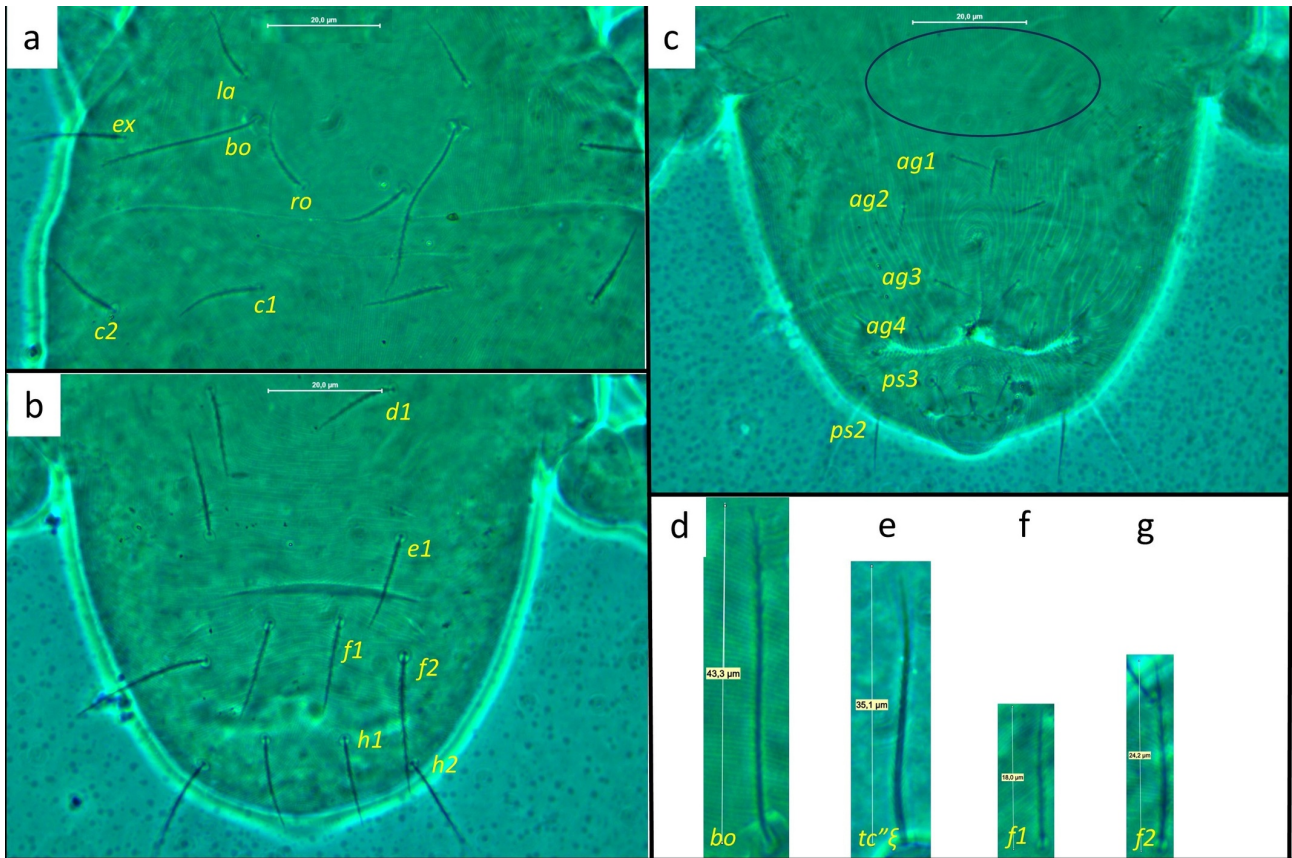 a
20,0 µm
la
ex
bo
ro
c1
c2
b
20,0 µm
d1
e1
f1
f2
h1
h2
c
20,0 µm
ag1
ag2
ag3
ag4
ps3
ps2
d
e
f
g
43,3 µm
35,1 µm
18,0 µm
24,2 µm
bo
tc”ξ
f1
f2